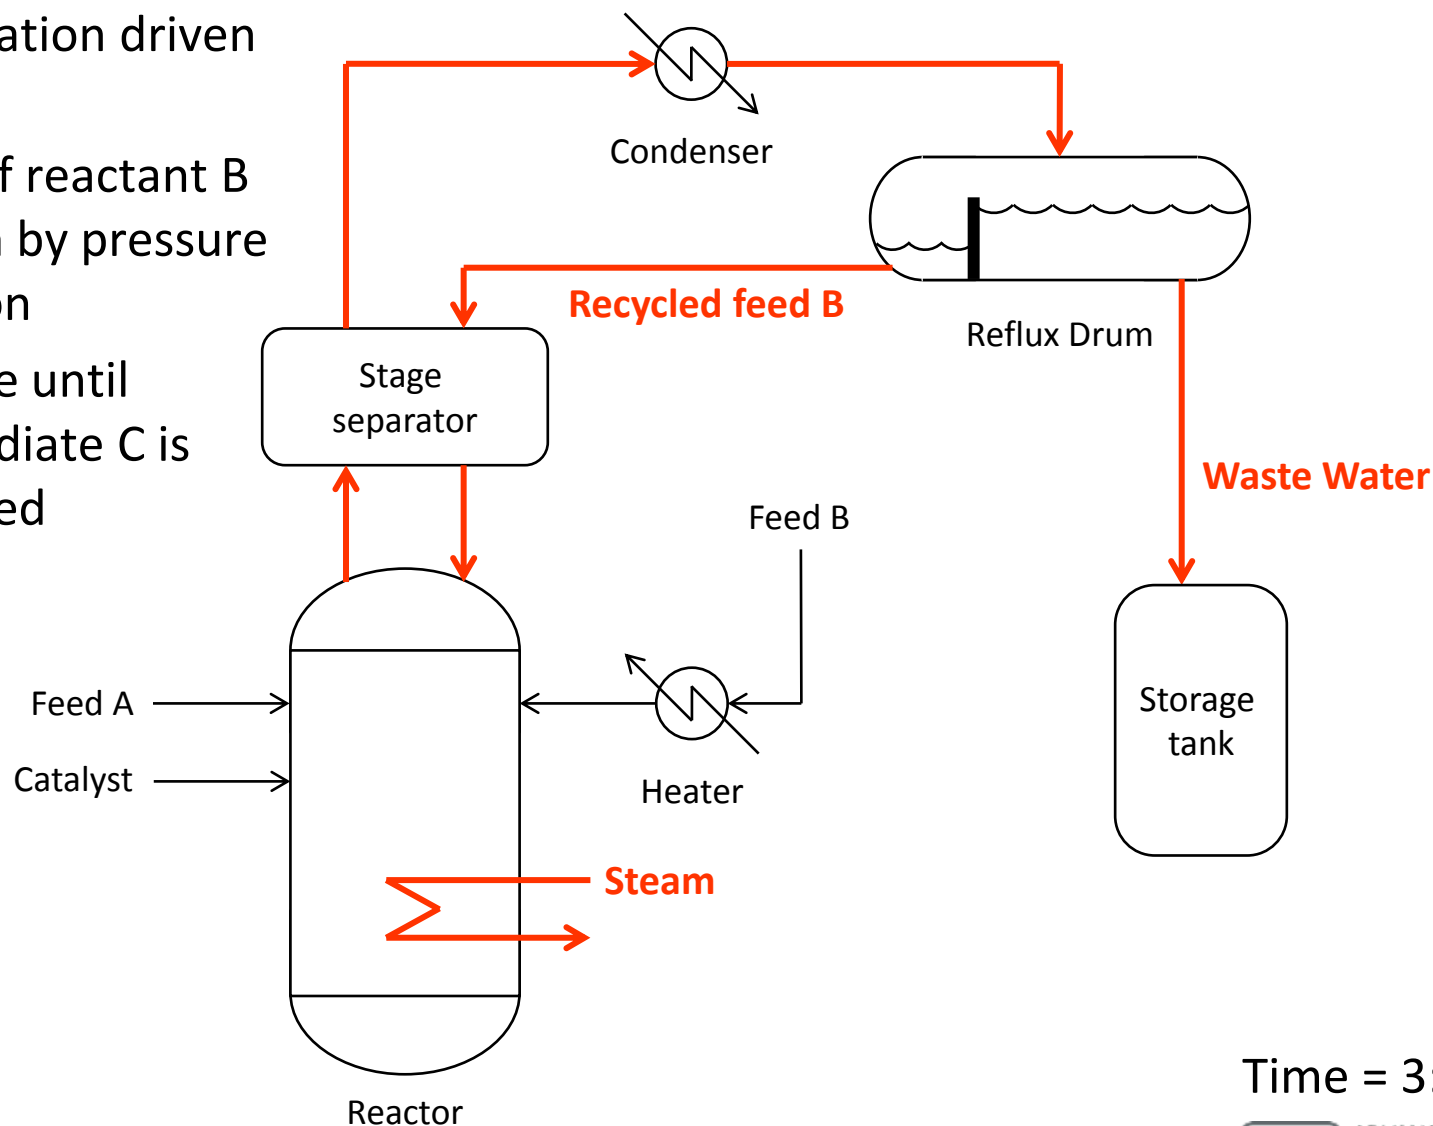 ation driven
f reactant B
by pressure
on
e until
diate C is
ed
Condenser
Recycled feed B
Reflux Drum
Stage
separator
Waste Water
Feed B
Feed A
Catalyst
Heater
Storage
tank
Steam
Reactor
Time = 3: